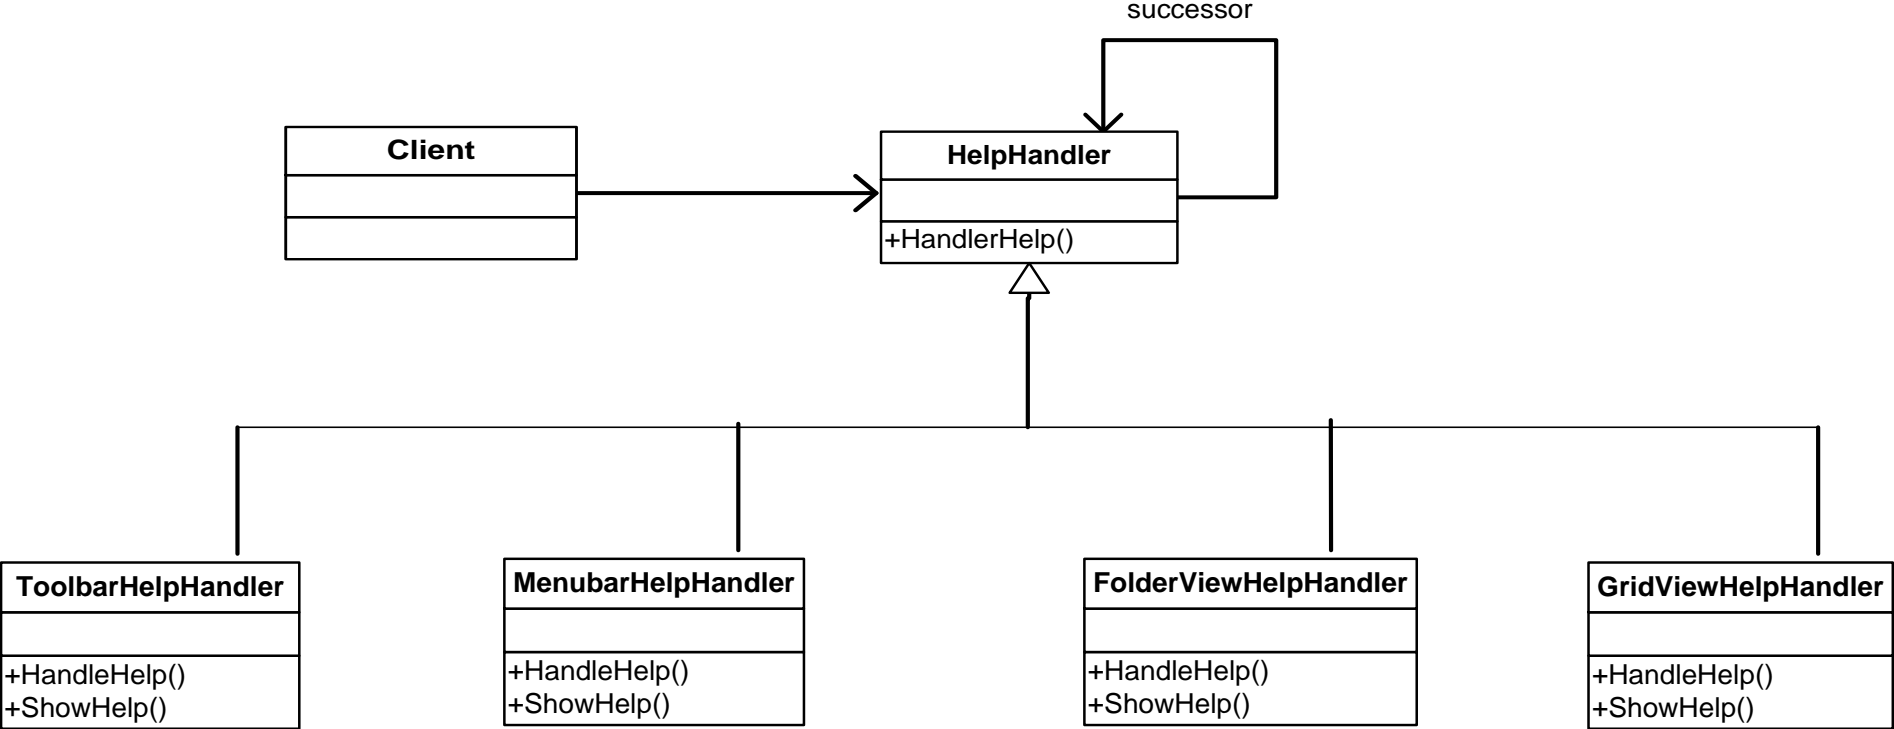 successor
Client
HelpHandler
+HandlerHelp()
ToolbarHelpHandler
+HandleHelp()
+ShowHelp()
MenubarHelpHandler
+HandleHelp()
+ShowHelp()
FolderViewHelpHandler
+HandleHelp()
+ShowHelp()
GridViewHelpHandler
+HandleHelp()
+ShowHelp()